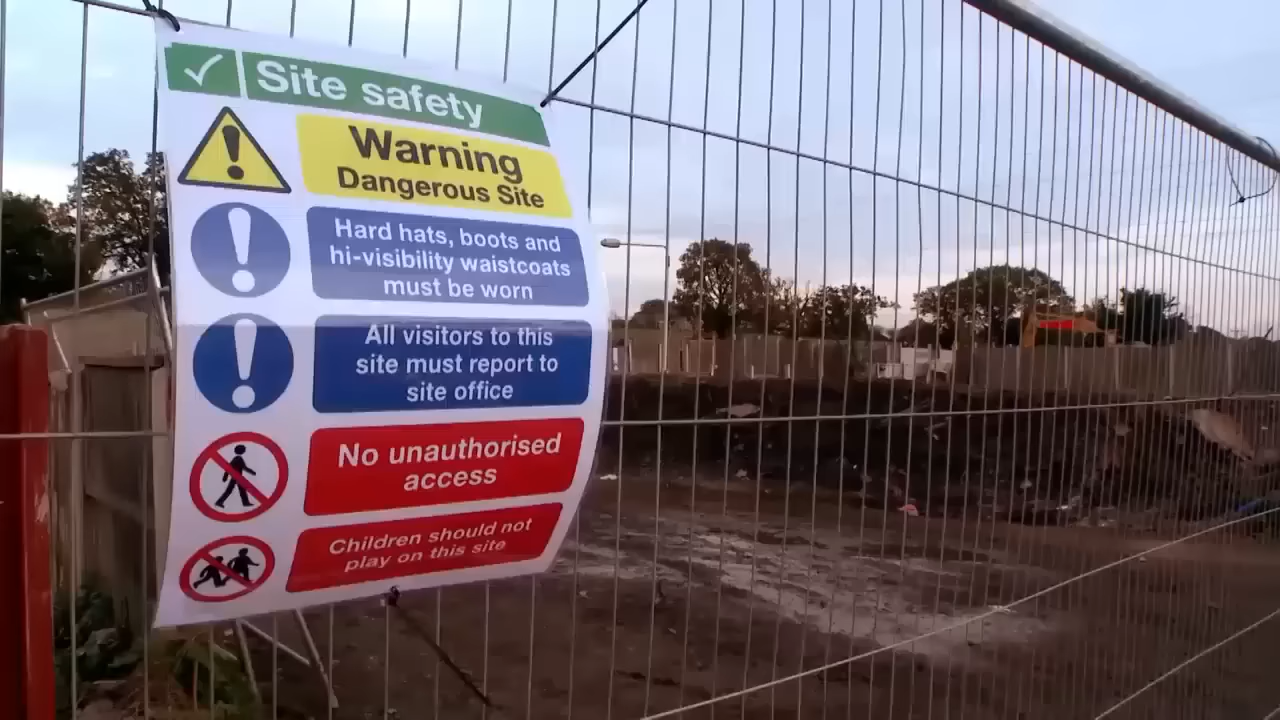 Site safety
Warning
Dangerous Site
Hard hats, boots and
hi-visibility waistcoats
must be worn
All visitors to this
site must report to
site office
No unauthorised
access
Children should not
play on this site